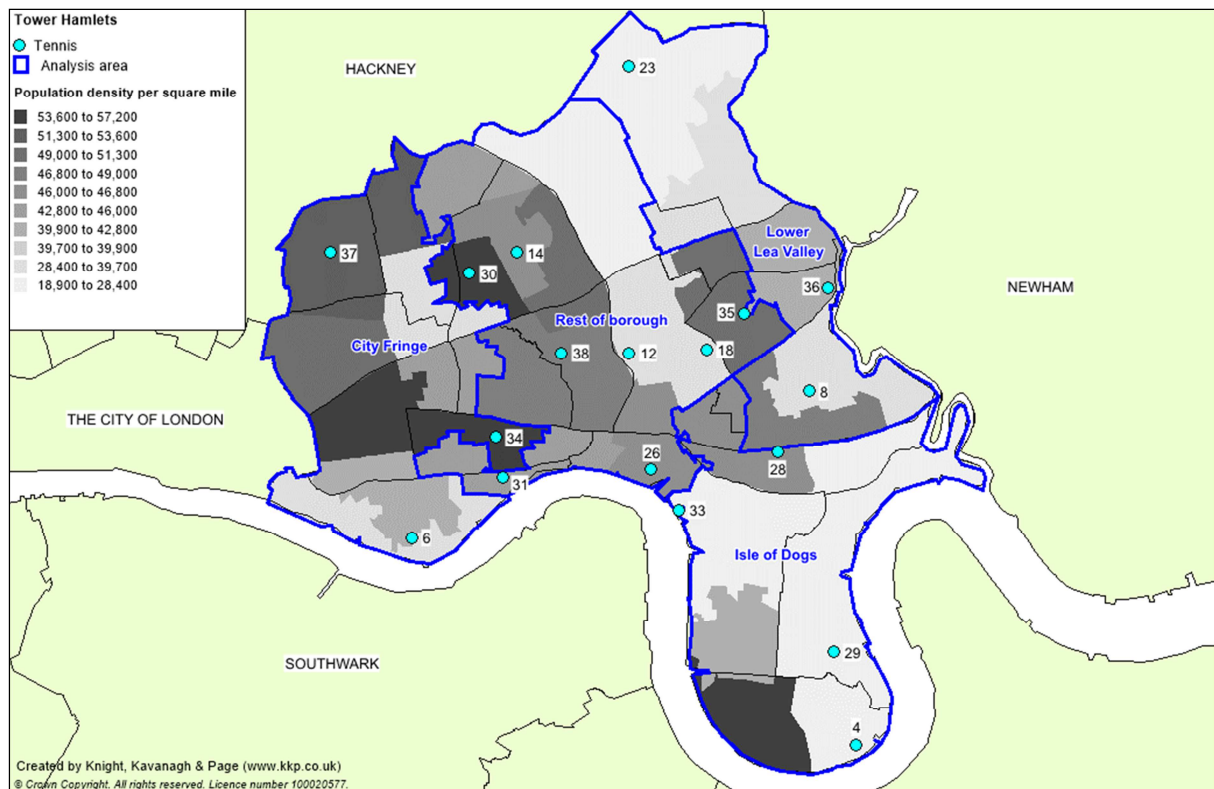 Tower Hamlets
Tennis
Analysis area
Population density per square mile
53,600 to 57,200
51,300 to 53,600
49,000 to 51,300
46,800 to 49,000
46,000 to 46,800
42,800 to 46,000
39,900 to 42,800
39,700 to 39,900
28,400 to 39,700
18,900 to 28,400
HACKNEY
23
37
14
30
Lower
Lea Valley
36
NEWHAM
35
Rest of borough
City Fringe
38
12
18
8
THE CITY OF LONDON
34
26
28
31
33
6
Isle of Dogs
SOUTHWARK
29
4
Created by Knight, Kavanagh & Page (www.kkp.co.uk)
© Crown Copyright. All rights reserved. Licence number 100020577.